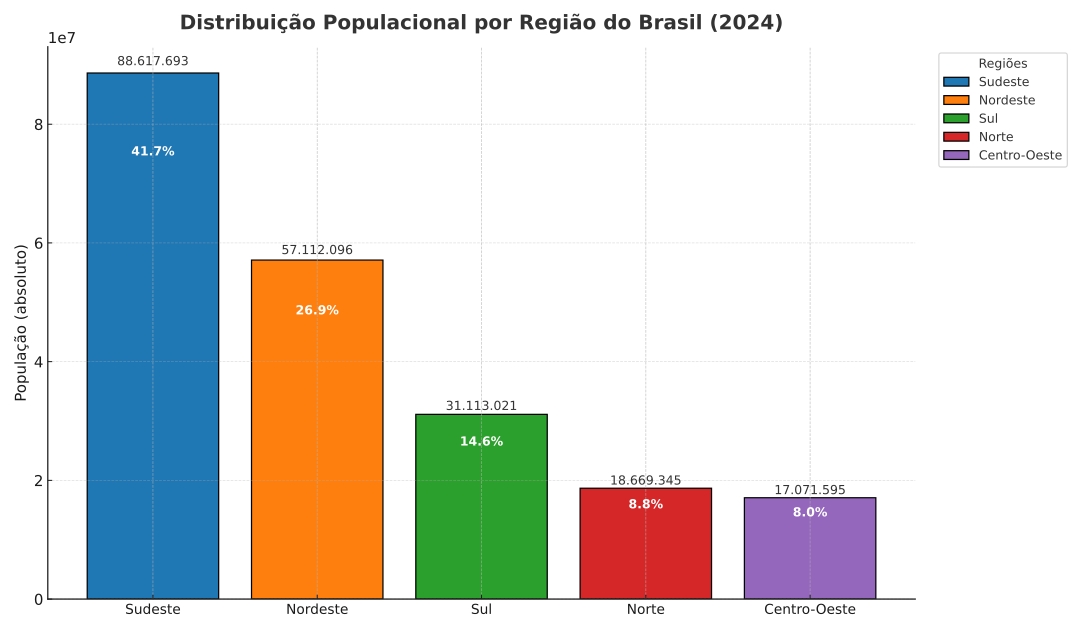 Distribuição Populacional por Região do Brasil (2024)
1e7
88.617.693
57.112.096
31.113.021
18.669.345
17.071.595
41.7%
26.9%
14.6%
8.8%
8.0%
8
6
4
2
0
População (absoluto)
Sudeste
Nordeste
Sul
Norte
Centro-Oeste
Regiões
Sudeste
Nordeste
Sul
Norte
Centro-Oeste